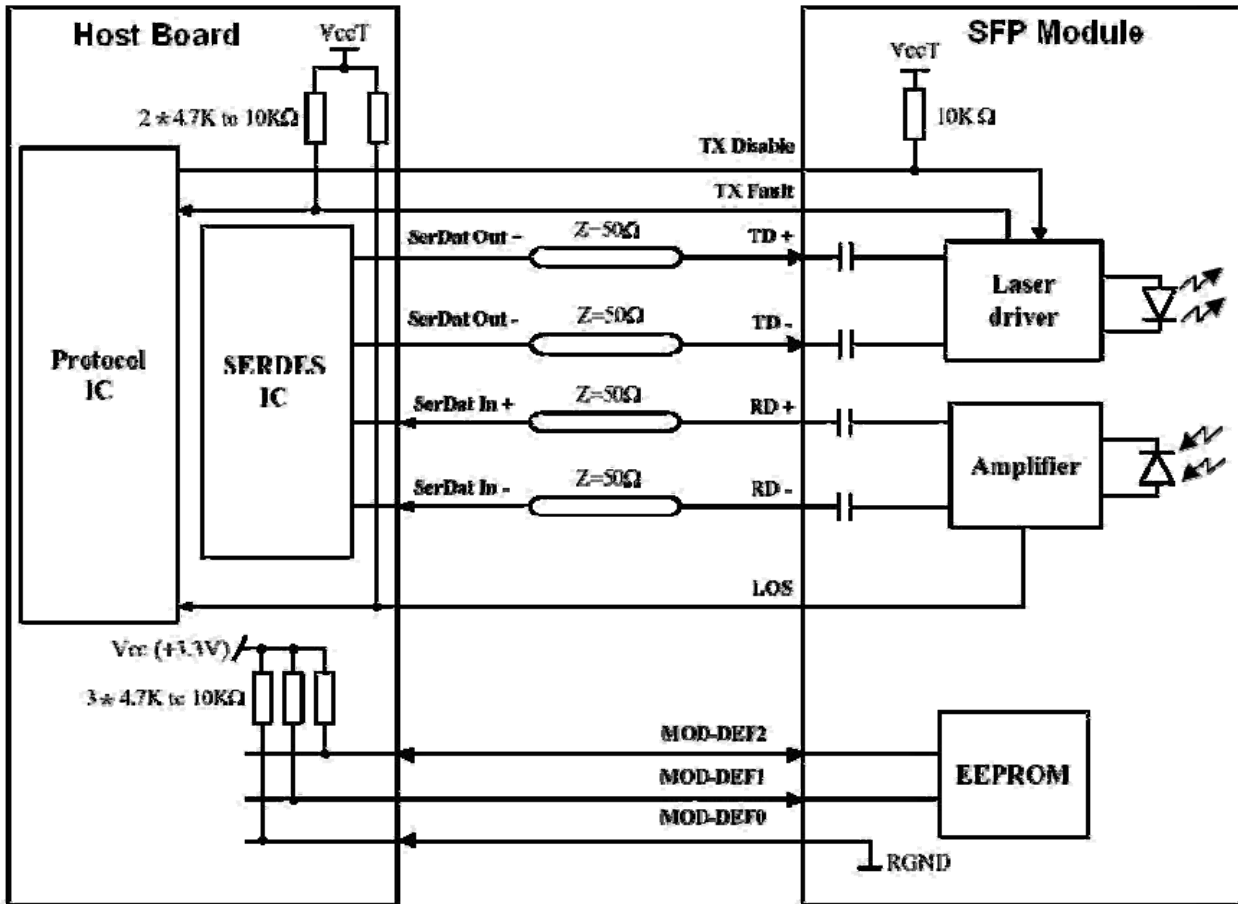 Host Board
SFP Module
VccT
VccT
2 * 4.7K to 10KΩ
10K Ω
TX Disable
TX Fault
SerDat Out -
Z=50Ω
TD +
SerDat Out -
Z=50Ω
TD -
Laser
driver
Protocol
IC
SERDES
IC
SerDat In +
Z=50Ω
RD +
SerDat In -
Z=50Ω
RD -
Amplifier
LOS
Vcc (+3.3V)
3 * 4.7K to 10KΩ
MOD-DEF2
MOD-DEF1
MOD-DEF0
EEPROM
RGND